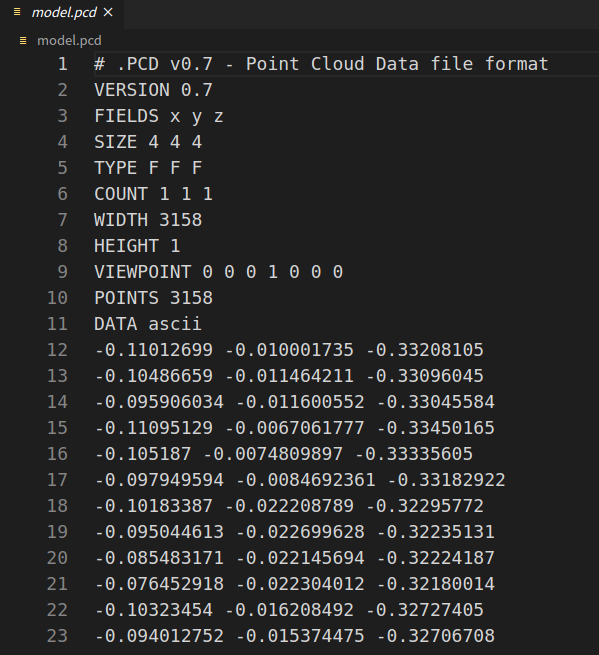 model.pcd ×
model.pcd
1 # .PCD v0.7 - Point Cloud Data file format
2 VERSION 0.7
3 FIELDS x y z
4 SIZE 4 4 4
5 TYPE F F F
6 COUNT 1 1 1
7 WIDTH 3158
8 HEIGHT 1
9 VIEWPOINT 0 0 0 1 0 0 0
10 POINTS 3158
11 DATA ascii
12 -0.11012699 -0.010001735 -0.33208105
13 -0.10486659 -0.011464211 -0.33096045
14 -0.095906034 -0.011600552 -0.33045584
15 -0.11095129 -0.0067061777 -0.33450165
16 -0.105187 -0.0074809897 -0.33335605
17 -0.097949594 -0.0084692361 -0.33182922
18 -0.10183387 -0.022208789 -0.32295772
19 -0.095044613 -0.022699628 -0.32235131
20 -0.085483171 -0.022145694 -0.32224187
21 -0.076452918 -0.022304012 -0.32180014
22 -0.10323454 -0.016208492 -0.32727405
23 -0.094012752 -0.015374475 -0.32706708